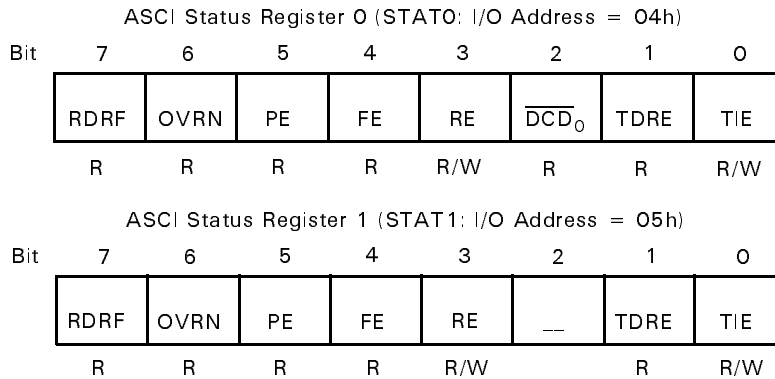 ASCI Status Register 0 (STAT0: I/O Address = 04h)
Bit 7 6 5 4 3 2 1 0
RDRF OVRN PE FE RE D̅C̅D̅₀ TDRE TIE
R R R R R/W R R R/W
ASCI Status Register 1 (STAT1: I/O Address = 05h)
Bit 7 6 5 4 3 2 1 0
RDRF OVRN PE FE RE __ TDRE TIE
R R R R R/W R R/W